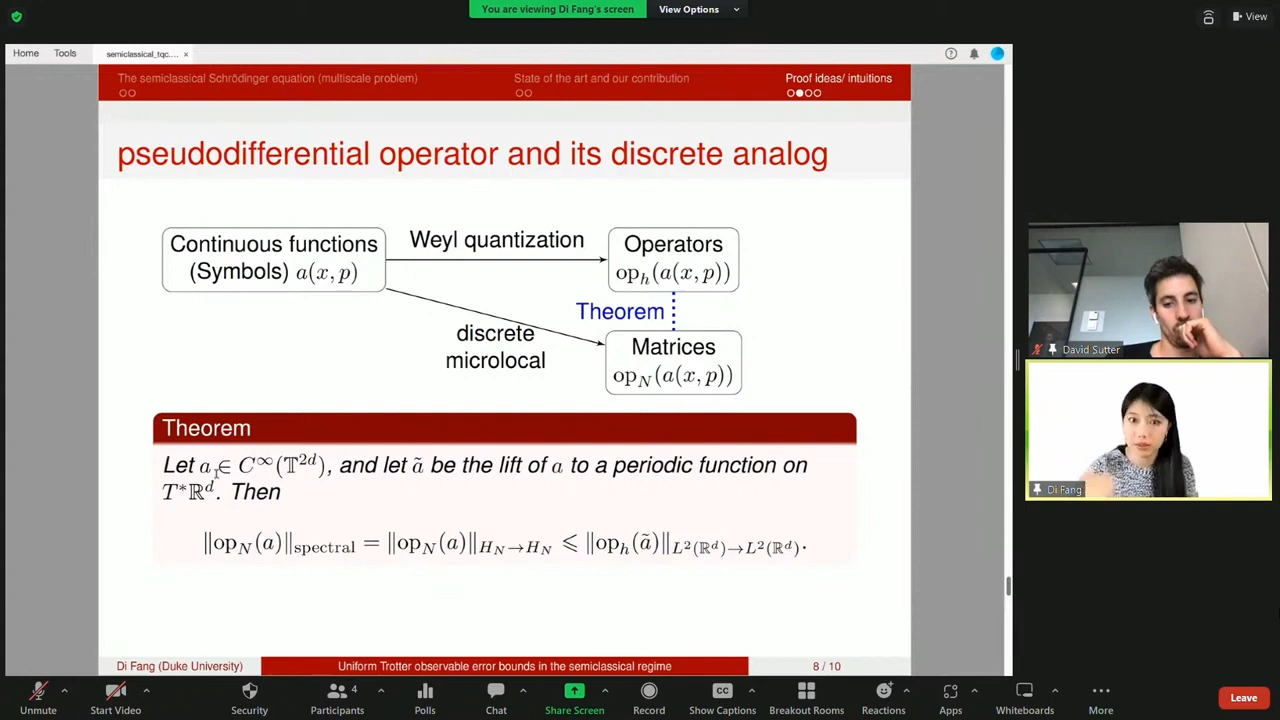 You are viewing Di Fang's screen
View Options
View
Home Tools semiclassical_tqc.... ×
The semiclassical Schrödinger equation (multiscale problem)
State of the art and our contribution
Proof ideas/ intuitions
pseudodifferential operator and its discrete analog
Continuous functions
(Symbols) a(x, p)
Weyl quantization
Operators
op_h(a(x, p))
Theorem
discrete
microlocal
Matrices
op_N(a(x, p))
Theorem
Let a ∈ C^∞(𝕋^{2d}), and let ã be the lift of a to a periodic function on
T*ℝ^d. Then
‖op_N(a)‖_{spectral} = ‖op_N(a)‖_{H_N→H_N} ⩽ ‖op_h(ã)‖_{L²(ℝ^d)→L²(ℝ^d)}.
Di Fang (Duke University)
Uniform Trotter observable error bounds in the semiclassical regime
8 / 10
David Sutter
Di Fang
Unmute
Start Video
Security
4
Participants
Polls
Chat
Share Screen
Record
CC
Show Captions
Breakout Rooms
Reactions
Apps
Whiteboards
More
Leave